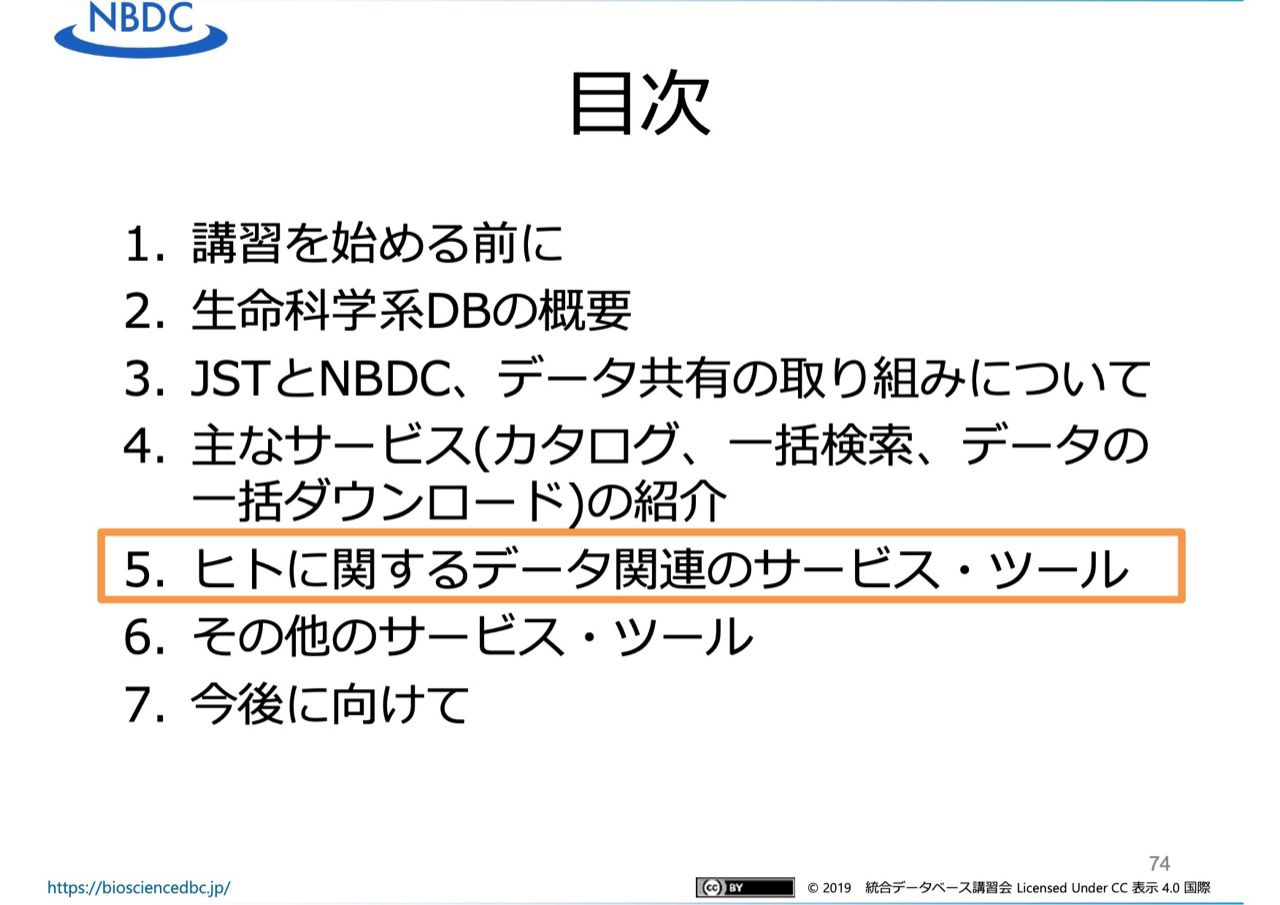 NBDC
目次
1. 講習を始める前に
2. 生命科学系DBの概要
3. JSTとNBDC、データ共有の取り組みについて
4. 主なサービス(カタログ、一括検索、データの
一括ダウンロード)の紹介
5. ヒトに関するデータ関連のサービス・ツール
6. その他のサービス・ツール
7. 今後に向けて
74
https://biosciencedbc.jp/
cc BY © 2019 統合データベース講習会 Licensed Under CC 表示 4.0 国際